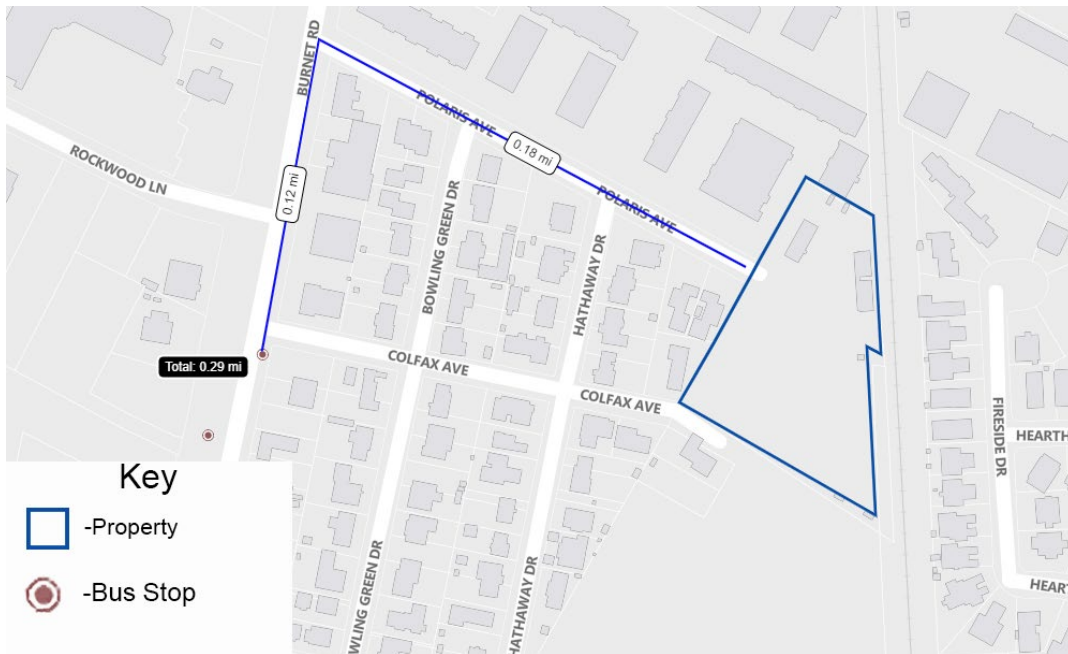 BURNET RD
POLARIS AVE
0.18 mi
ROCKWOOD LN
0.12 mi
POLARIS AVE
BOWLING GREEN DR
HATHAWAY DR
COLFAX AVE
Total: 0.29 mi
COLFAX AVE
FIRESIDE DR
HEARTH
Key
-Property
-Bus Stop
WLING GREEN DR
HATHAWAY DR
HEART